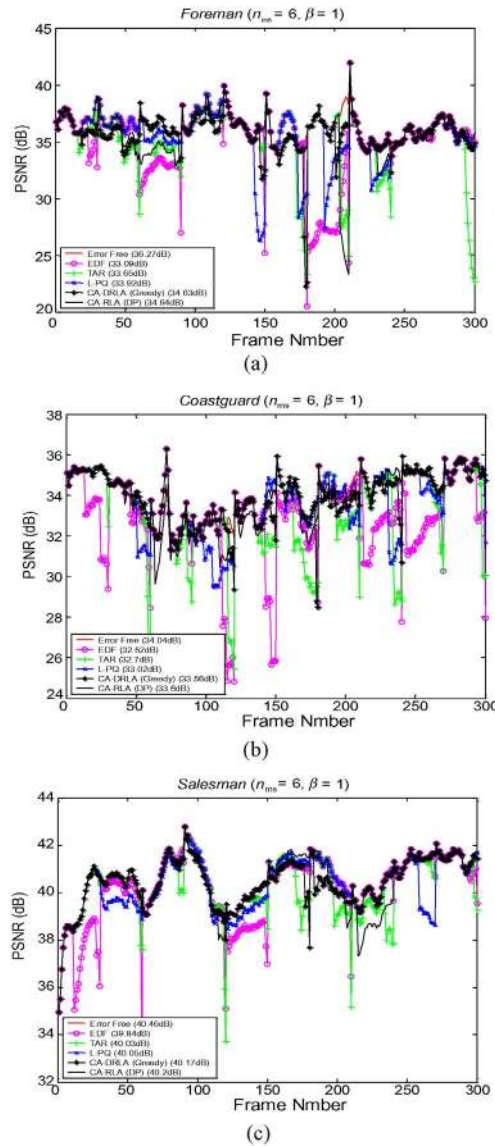 Foreman (nms = 6, β = 1)
40
35
30
25
20
PSNR (dB)
Error Free (36.27dB)
EDF (33.09dB)
TAR (33.65dB)
L-PQ (33.92dB)
CA-DRLA (Greedy) (34.63dB)
CA-RLA (DP) (34.64dB)
0 50 100 150 200 250 300
Frame Nmber
(a)
Coastguard (nms = 6, β = 1)
38
36
34
32
30
28
26
24
PSNR (dB)
Error Free (34.04dB)
EDF (32.52dB)
TAR (32.7dB)
L-PQ (33.02dB)
CA-DRLA (Greedy) (33.56dB)
CA-RLA (DP) (33.6dB)
0 50 100 150 200 250 300
Frame Nmber
(b)
Salesman (nms = 6, β = 1)
44
42
40
38
36
34
32
PSNR (dB)
Error Free (40.46dB)
EDF (39.84dB)
TAR (40.03dB)
L-PQ (40.05dB)
CA-DRLA (Greedy) (40.17dB)
CA-RLA (DP) (40.2dB)
0 50 100 150 200 250 300
Frame Nmber
(c)